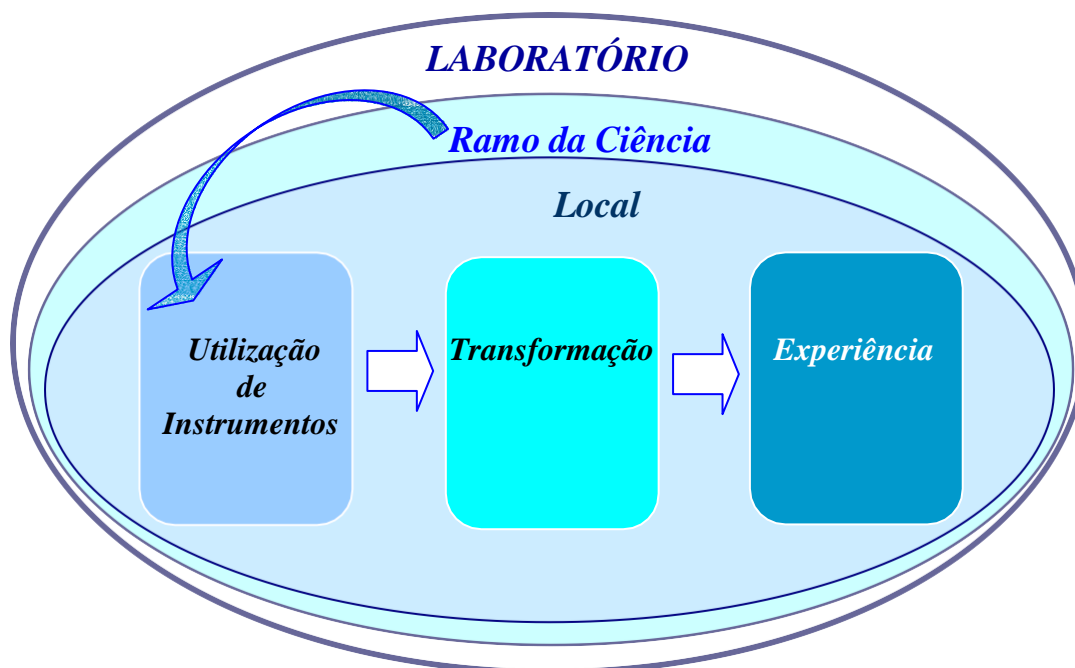 LABORATÓRIO
Ramo da Ciência
Local
Utilização
de
Instrumentos
Transformação
Experiência